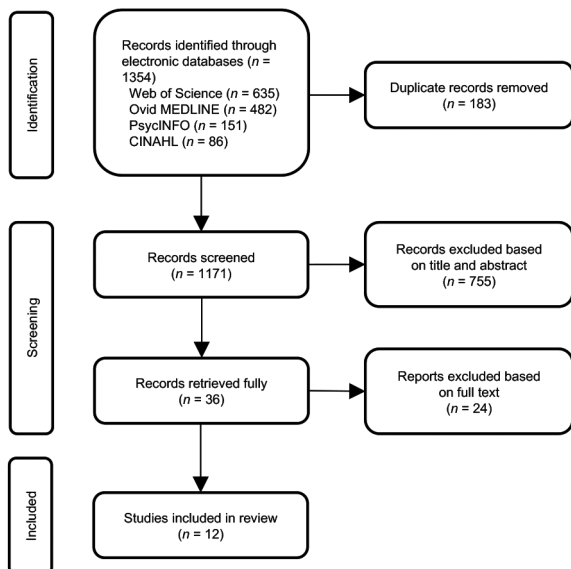 Identification
Records identified through
electronic databases (n =
1354)
Web of Science (n = 635)
Ovid MEDLINE (n = 482)
PsycINFO (n = 151)
CINAHL (n = 86)
Duplicate records removed
(n = 183)
Screening
Records screened
(n = 1171)
Records excluded based
on title and abstract
(n = 755)
Records retrieved fully
(n = 36)
Reports excluded based
on full text
(n = 24)
Included
Studies included in review
(n = 12)